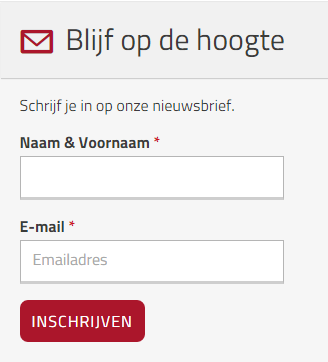 Blijf op de hoogte
Schrijf je in op onze nieuwsbrief.
Naam & Voornaam *
E-mail *
Emailadres
INSCHRIJVEN